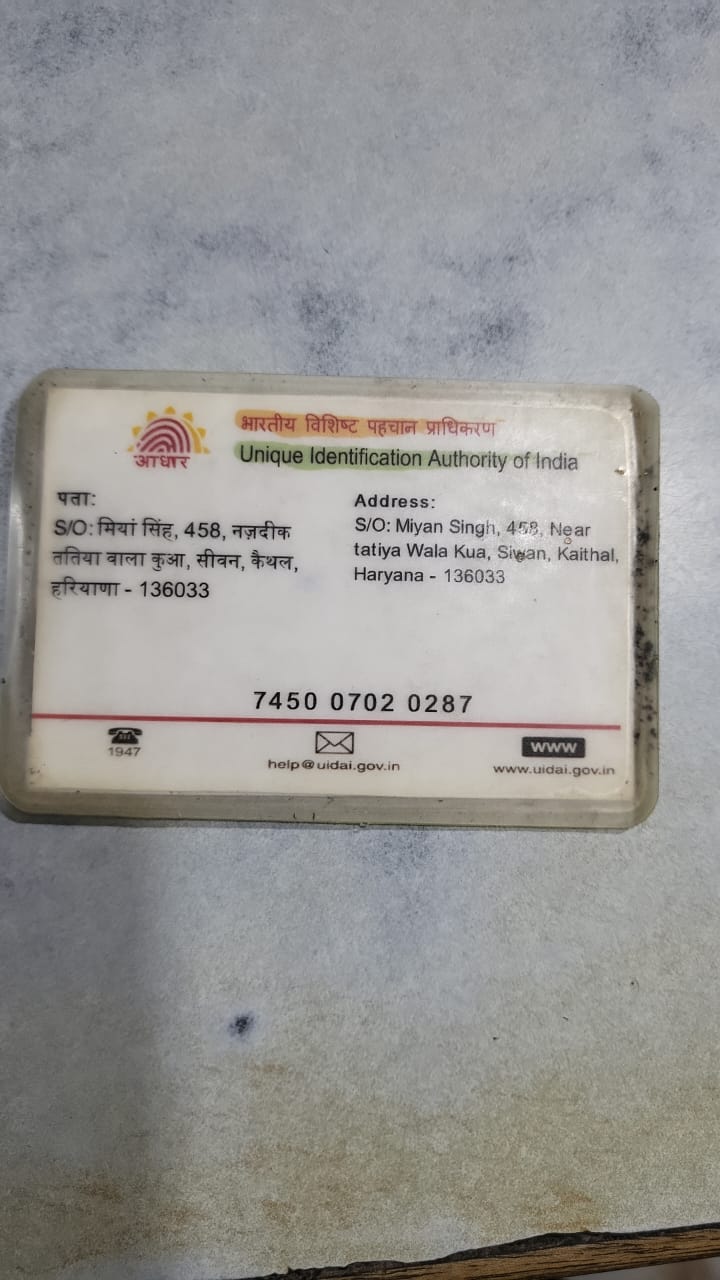 भारतीय विशिष्ट पहचान प्राधिकरण
आधार
Unique Identification Authority of India
पता:
S/O: मियां सिंह, 458, नज़दीक
ततिया वाला कुआ, सीवन, कैथल,
हरियाणा - 136033
Address:
S/O: Miyan Singh, 458, Near
tatiya Wala Kua, Siwan, Kaithal,
Haryana - 136033
7450 0702 0287
1947
help@uidai.gov.in
www
www.uidai.gov.in